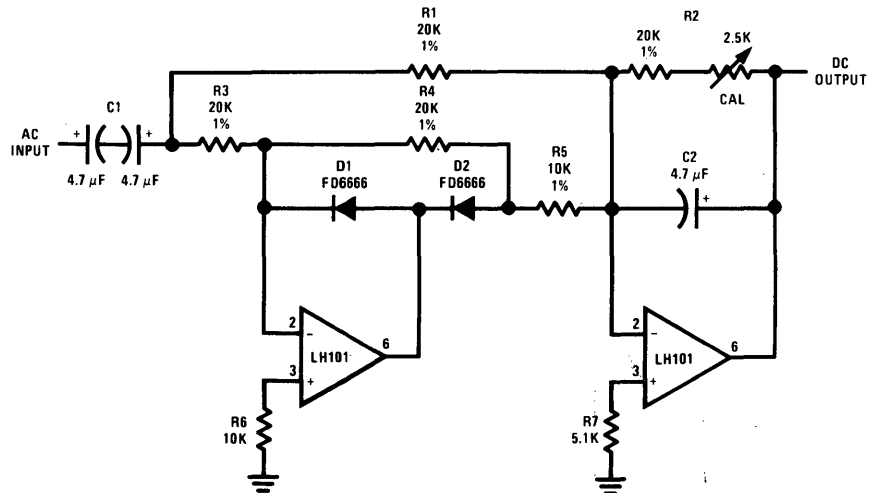 R1
20K
1%
R2
20K
1%
2.5K
CAL
DC
OUTPUT
C1
R3
20K
1%
R4
20K
1%
AC
INPUT
+
+
4.7 μF
4.7 μF
D1
FD6666
D2
FD6666
R5
10K
1%
C2
4.7 μF
+
2
−
LH101
6
3
+
R6
10K
2
−
LH101
6
3
+
R7
5.1K